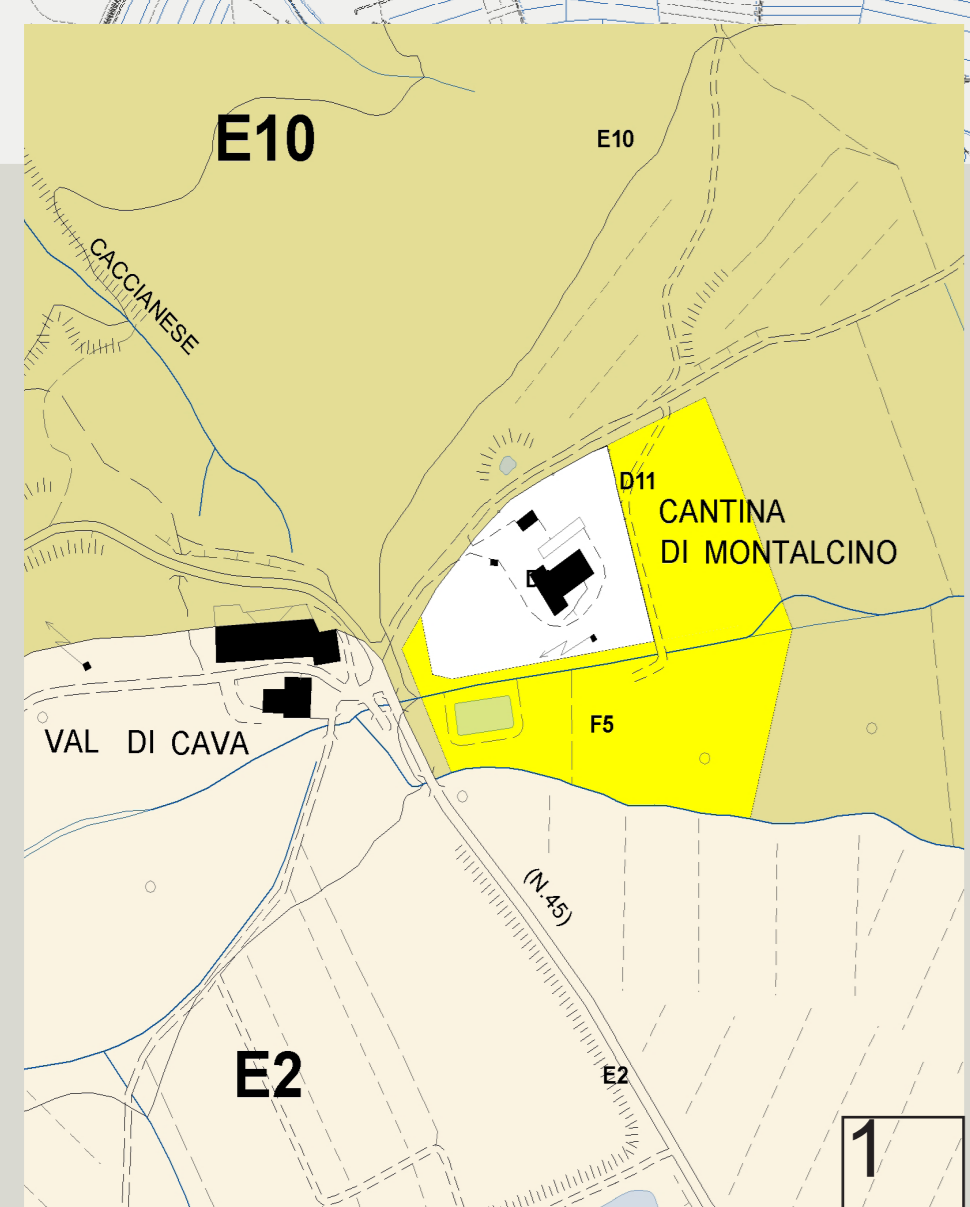 E10
E10
CACCIANESE
D11
CANTINA
DI MONTALCINO
F5
VAL DI CAVA
(N.45)
E2
E2
1